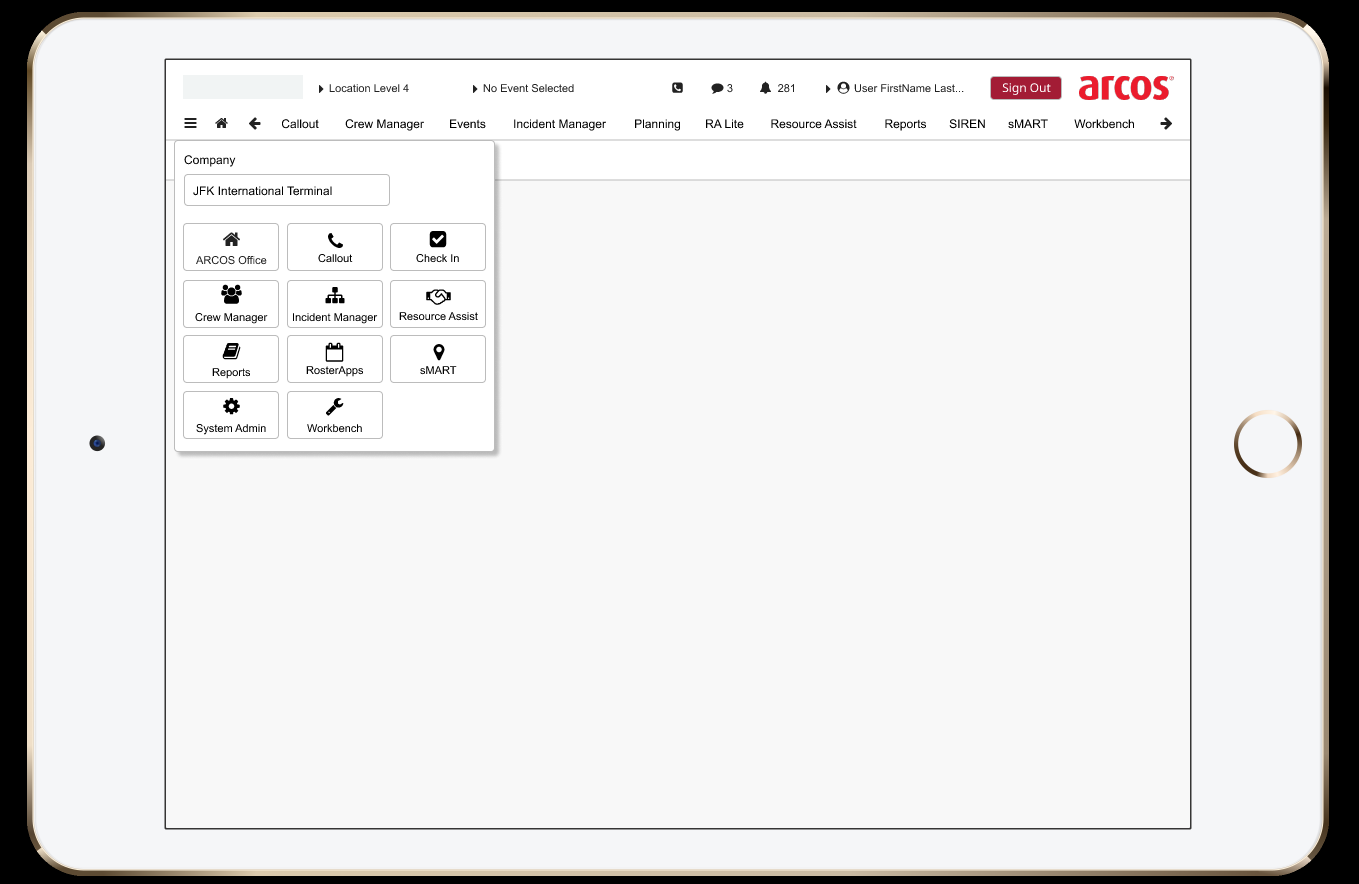 Location Level 4 No Event Selected 3 281 User FirstName Last... Sign Out arcos®
Callout Crew Manager Events Incident Manager Planning RA Lite Resource Assist Reports SIREN sMART Workbench
Company
JFK International Terminal
ARCOS Office Callout Check In
Crew Manager Incident Manager Resource Assist
Reports RosterApps sMART
System Admin Workbench